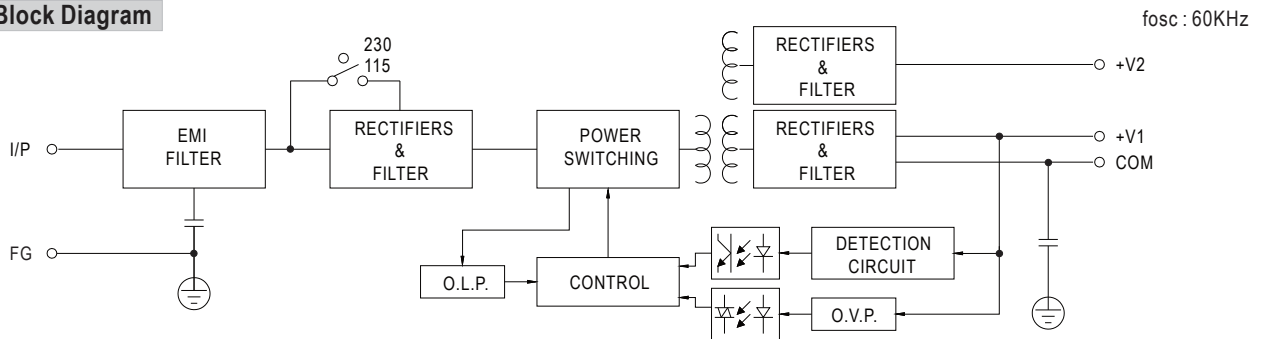 Block Diagram
fosc : 60KHz
230
115
I/P
EMI
FILTER
RECTIFIERS
&
FILTER
POWER
SWITCHING
RECTIFIERS
&
FILTER
+V2
RECTIFIERS
&
FILTER
+V1
COM
FG
O.L.P.
CONTROL
DETECTION
CIRCUIT
O.V.P.